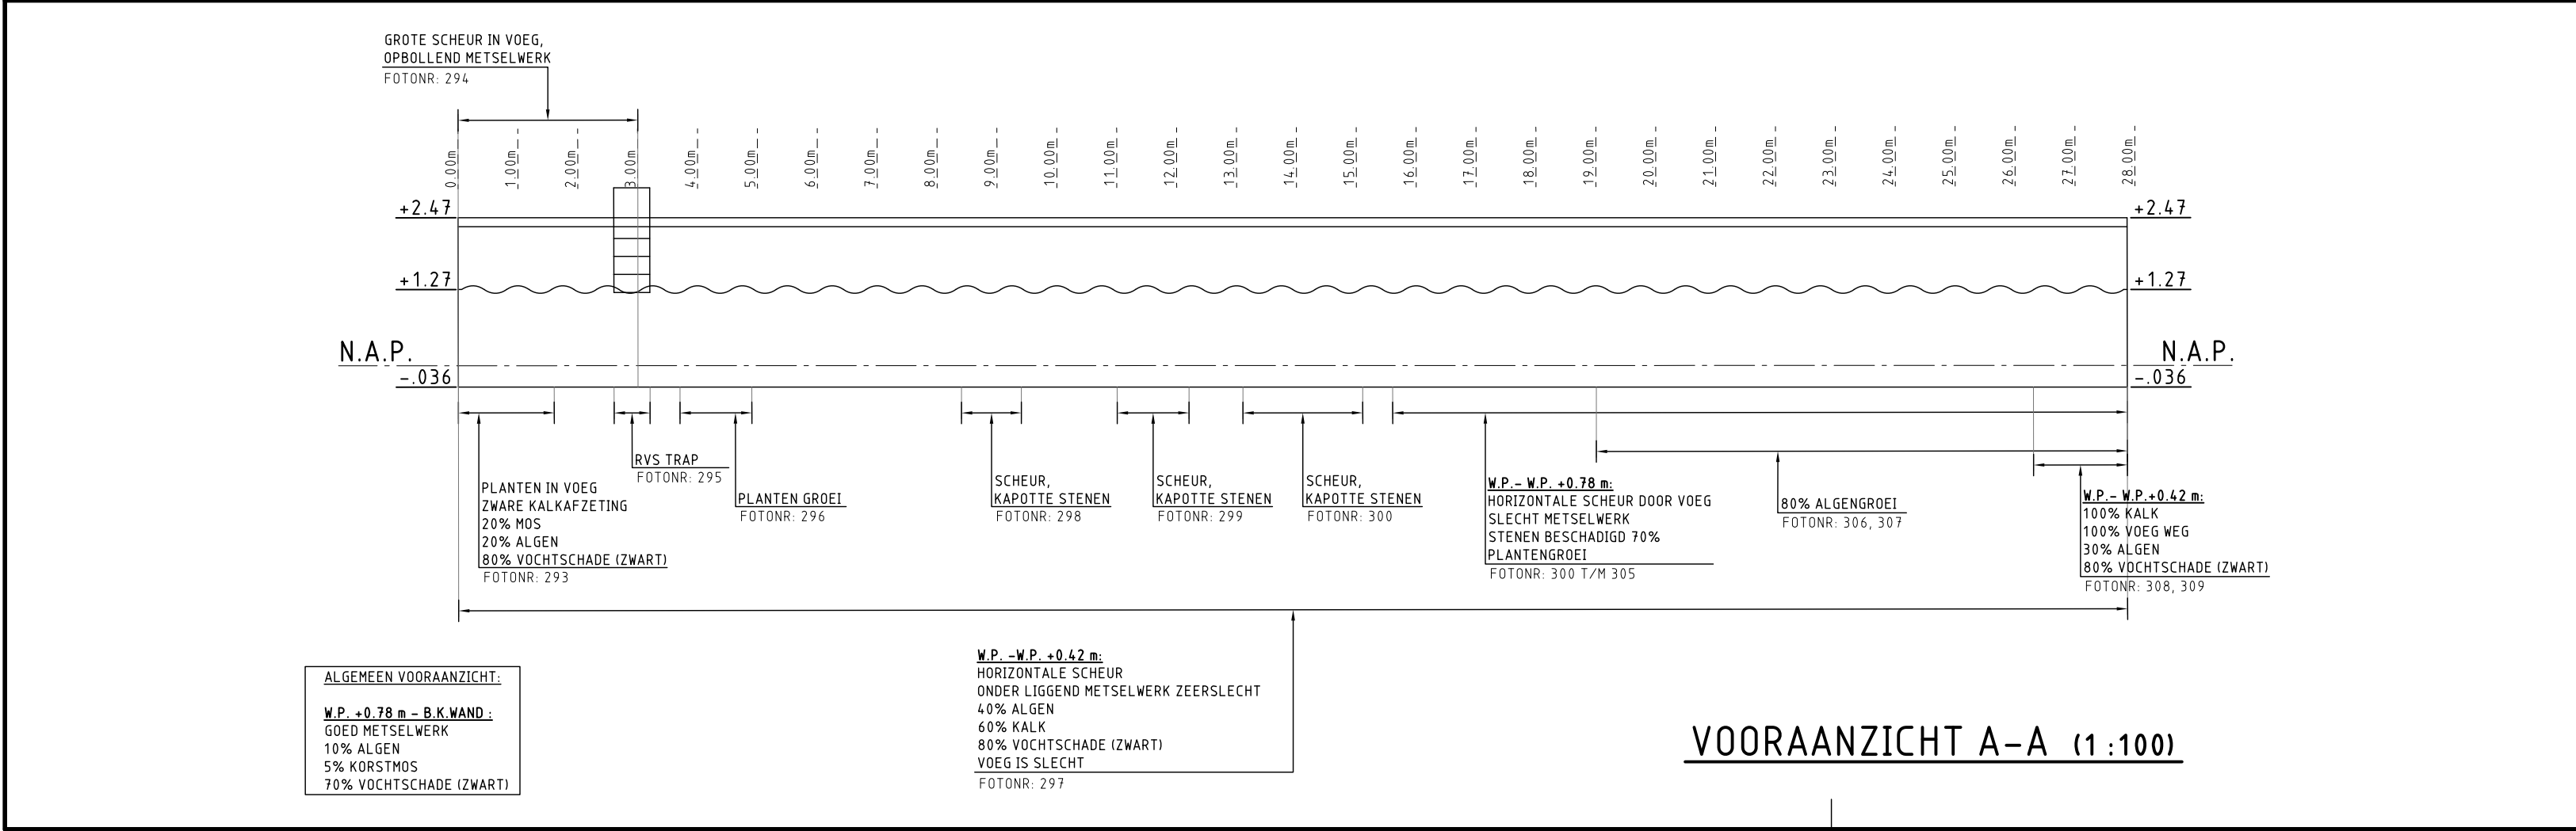 GROTE SCHEUR IN VOEG,
OPBOLLEND METSELWERK
FOTONR: 294
0.00m
1.00m
2.00m
3.00m
4.00m
5.00m
6.00m
7.00m
8.00m
9.00m
10.00m
11.00m
12.00m
13.00m
14.00m
15.00m
16.00m
17.00m
18.00m
19.00m
20.00m
21.00m
22.00m
23.00m
24.00m
25.00m
26.00m
27.00m
28.00m
+2.47
+2.47
+1.27
+1.27
N.A.P.
N.A.P.
-.036
-.036
PLANTEN IN VOEG
ZWARE KALKAFZETING
20% MOS
20% ALGEN
80% VOCHTSCHADE (ZWART)
FOTONR: 293
RVS TRAP
FOTONR: 295
PLANTEN GROEI
FOTONR: 296
SCHEUR,
KAPOTTE STENEN
FOTONR: 298
SCHEUR,
KAPOTTE STENEN
FOTONR: 299
SCHEUR,
KAPOTTE STENEN
FOTONR: 300
W.P.- W.P. +0.78 m:
HORIZONTALE SCHEUR DOOR VOEG
SLECHT METSELWERK
STENEN BESCHADIGD 70%
PLANTENGROEI
FOTONR: 300 T/M 305
80% ALGENGROEI
FOTONR: 306, 307
W.P.- W.P.+0.42 m:
100% KALK
100% VOEG WEG
30% ALGEN
80% VOCHTSCHADE (ZWART)
FOTONR: 308, 309
W.P. -W.P. +0.42 m:
HORIZONTALE SCHEUR
ONDER LIGGEND METSELWERK ZEERSLECHT
40% ALGEN
60% KALK
80% VOCHTSCHADE (ZWART)
VOEG IS SLECHT
FOTONR: 297
ALGEMEEN VOORAANZICHT:
W.P. +0.78 m - B.K.WAND :
GOED METSELWERK
10% ALGEN
5% KORSTMOS
70% VOCHTSCHADE (ZWART)
VOORAANZICHT A-A (1:100)